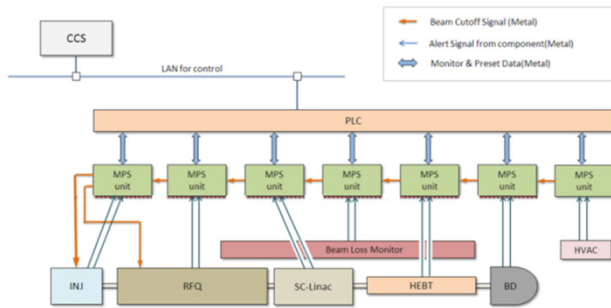 Beam Cutoff Signal (Metal)
CCS
Alert Signal from component(Metal)
Monitor & Preset Data(Metal)
LAN for control
PLC
MPS
unit
MPS
unit
MPS
unit
MPS
unit
MPS
unit
MPS
unit
MPS
unit
Beam Loss Monitor
HVAC
INJ
RFQ
SC-Linac
HEBT
BD